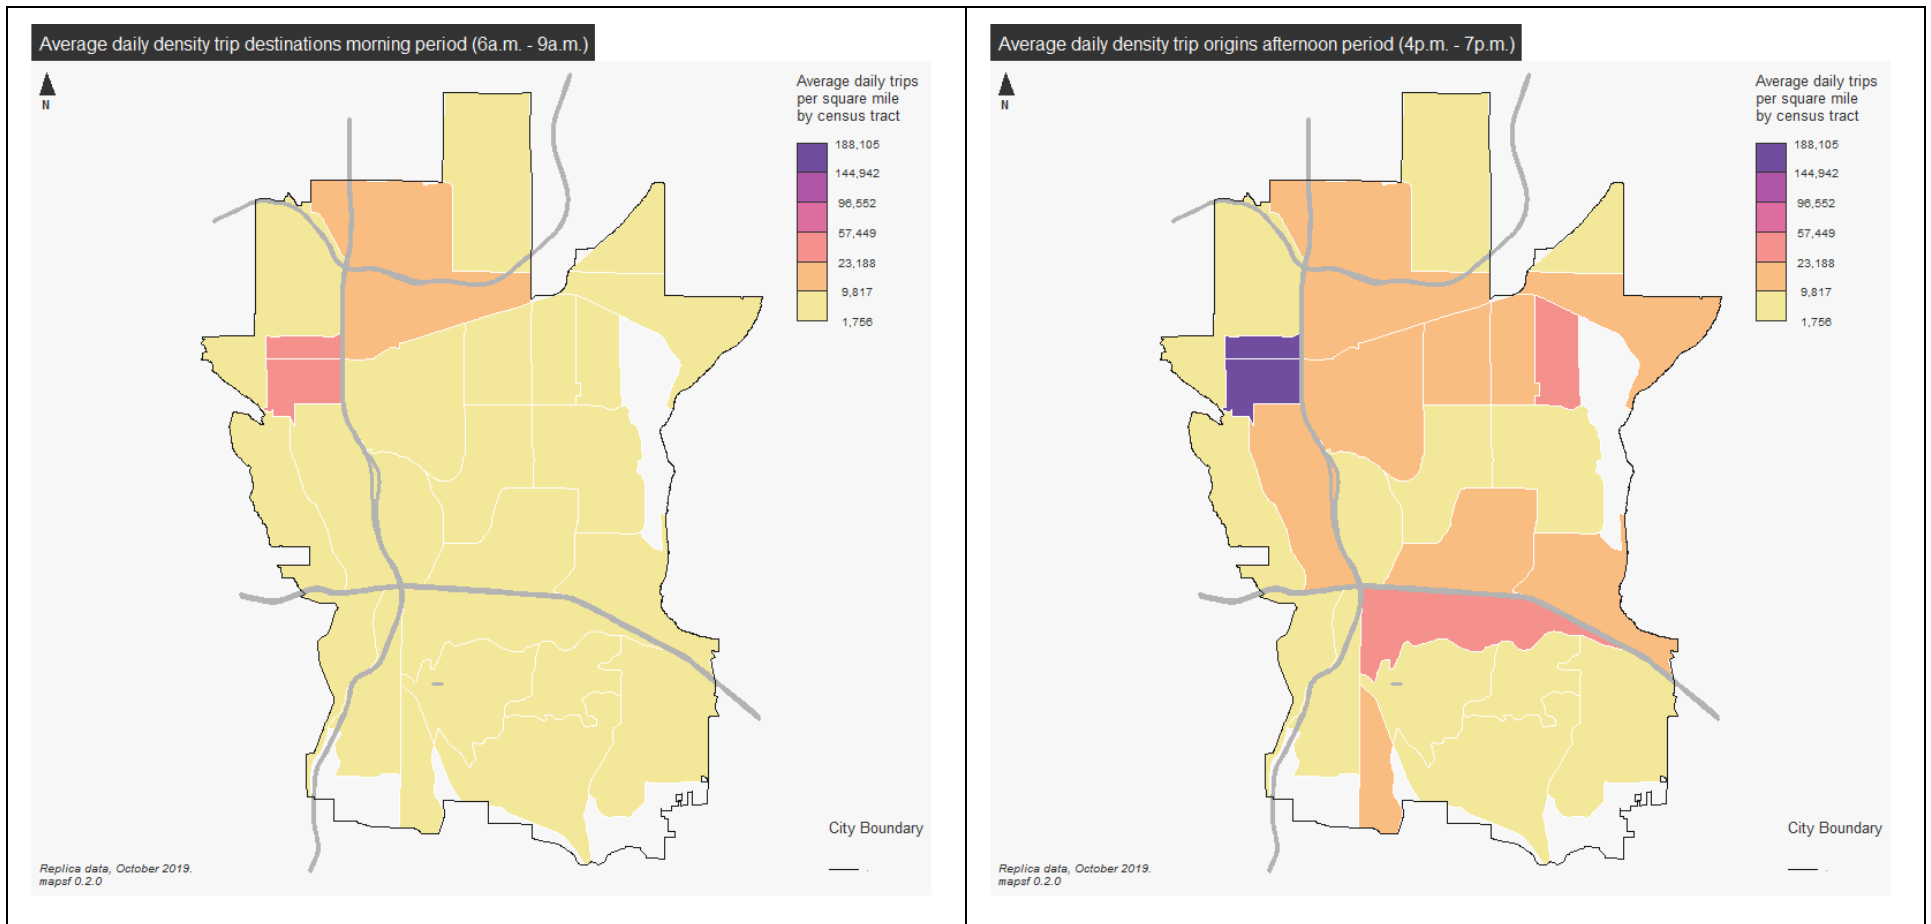 Average daily density trip destinations morning period (6a.m. - 9a.m.)
N
Average daily trips
per square mile
by census tract
188,105
144,942
96,552
57,449
23,188
9,817
1,756
City Boundary
Replica data, October 2019.
mapsf 0.2.0
Average daily density trip origins afternoon period (4p.m. - 7p.m.)
N
Average daily trips
per square mile
by census tract
188,105
144,942
96,552
57,449
23,188
9,817
1,756
City Boundary
Replica data, October 2019.
mapsf 0.2.0